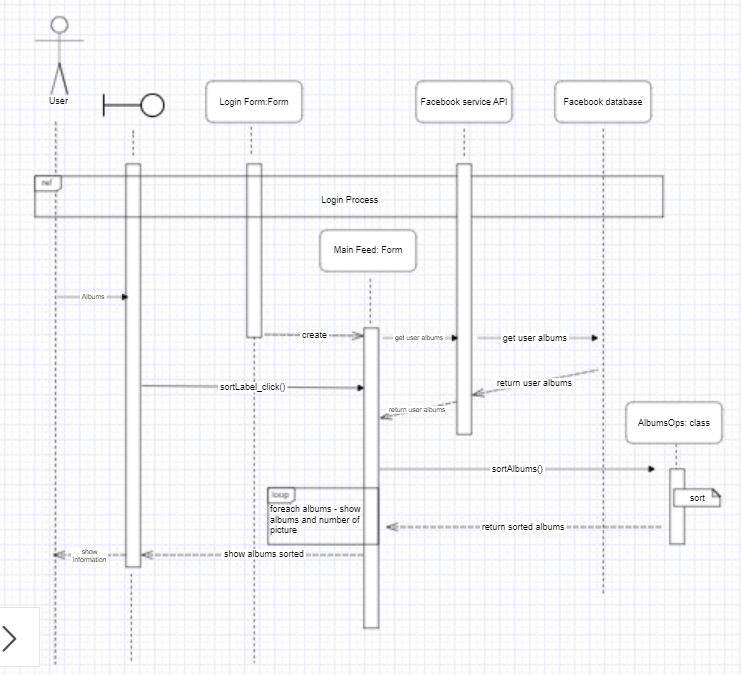 User
Login Form:Form
Facebook service API
Facebook database
ref
Login Process
Main Feed: Form
Albums
create
get user albums
get user albums
return user albums
sortLabel_click()
return user albums
AlbumsOps: class
sortAlbums()
loop
foreach albums - show
albums and number of
picture
sort
return sorted albums
show
information
show albums sorted